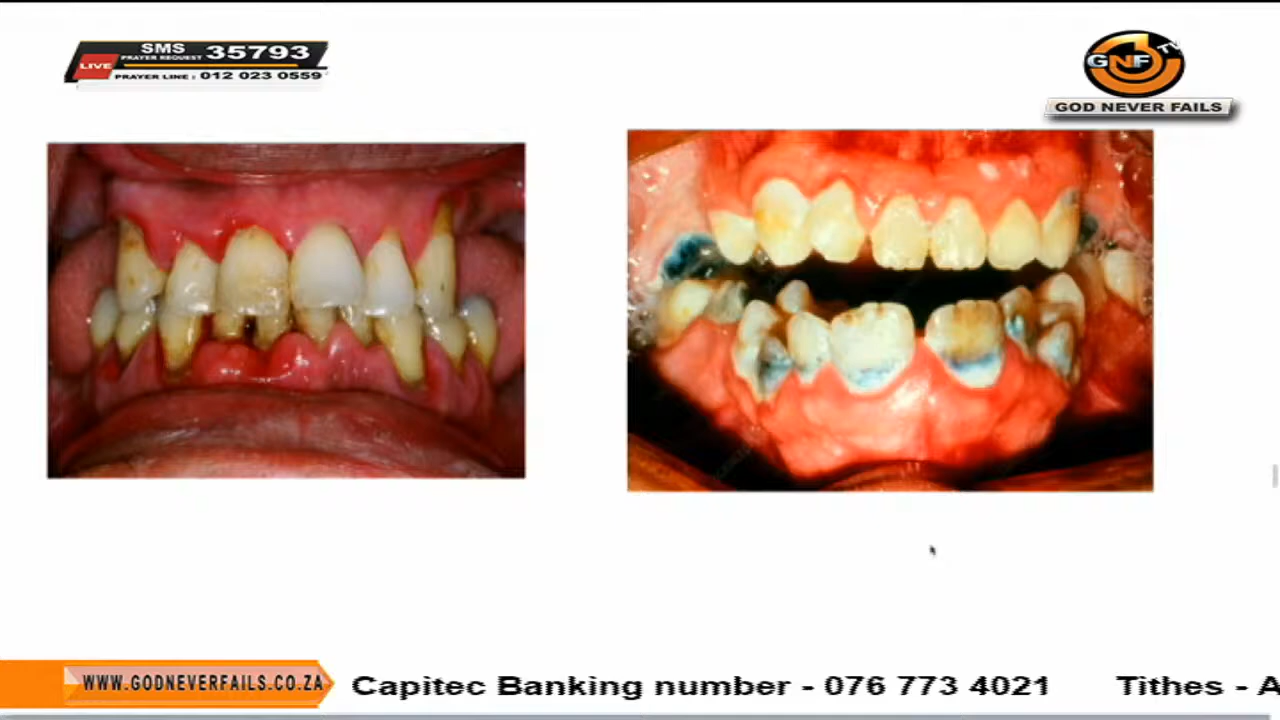 SMS
PRAYER REQUEST
35793
LIVE
PRAYER LINE : 012 023 0559
GNF TV
GOD NEVER FAILS
WWW.GODNEVERFAILS.CO.ZA
Capitec Banking number - 076 773 4021 Tithes - A